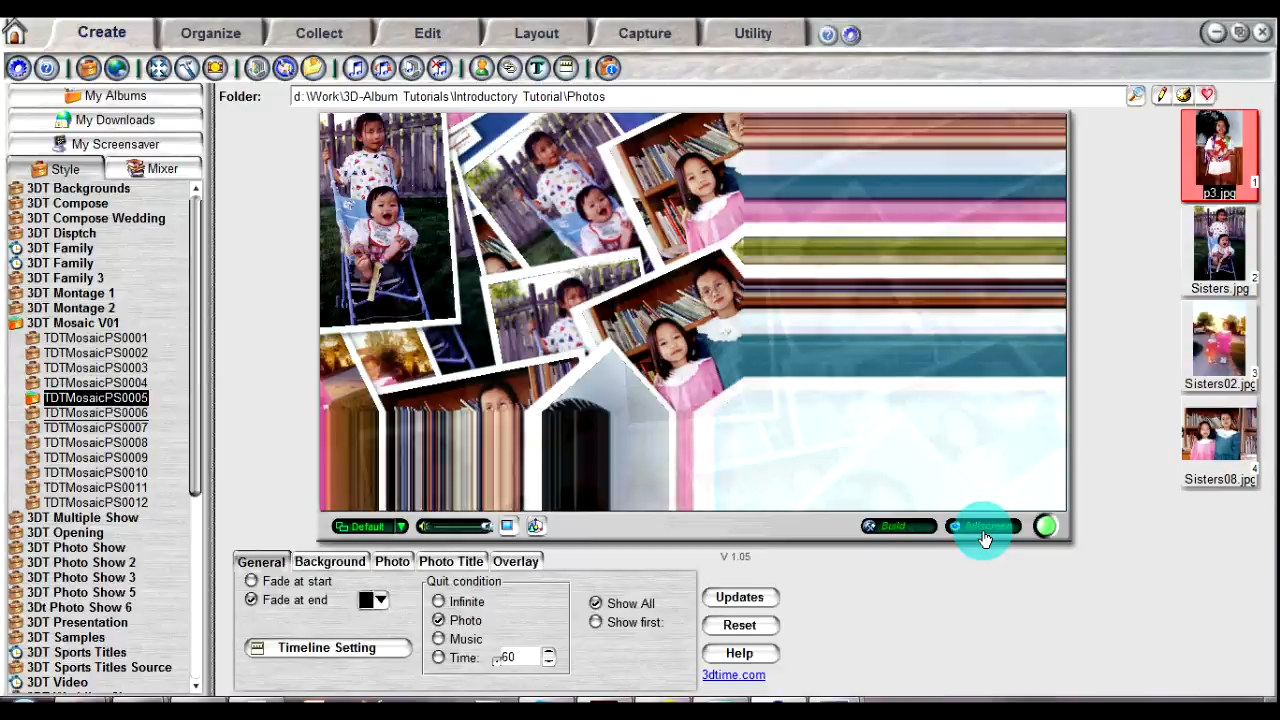 Create
Organize
Collect
Edit
Layout
Capture
Utility
My Albums
My Downloads
My Screensaver
Style
Mixer
Folder:
d:\Work\3D-Album Tutorials\Introductory Tutorial\Photos
3DT Backgrounds
3DT Compose
3DT Compose Wedding
3DT Disptch
3DT Family
3DT Family
3DT Family 3
3DT Montage 1
3DT Montage 2
3DT Mosaic V01
TDTMosaicPS0001
TDTMosaicPS0002
TDTMosaicPS0003
TDTMosaicPS0004
TDTMosaicPS0005
TDTMosaicPS0006
TDTMosaicPS0007
TDTMosaicPS0008
TDTMosaicPS0009
TDTMosaicPS0010
TDTMosaicPS0011
TDTMosaicPS0012
3DT Multiple Show
3DT Opening
3DT Photo Show
3DT Photo Show 2
3DT Photo Show 3
3DT Photo Show 5
3Dt Photo Show 6
3DT Presentation
3DT Samples
3DT Sports Titles
3DT Sports Titles Source
3DT Video
p3.jpg
1
2
Sisters.jpg
3
Sisters02.jpg
4
Sisters08.jpg
Default
Build
fullscreen
General
Background
Photo
Photo Title
Overlay
V 1.05
Fade at start
Fade at end
Timeline Setting
Quit condition
Infinite
Photo
Music
Time:
60
Show All
Show first:
Updates
Reset
Help
3dtime.com